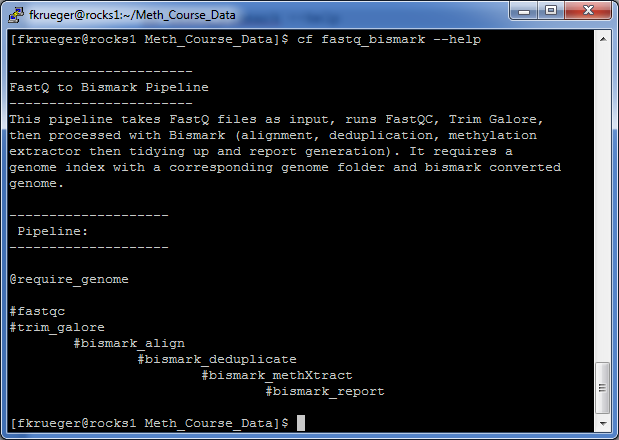 fkrueger@rocks1:~/Meth_Course_Data
[fkrueger@rocks1 Meth_Course_Data]$ cf fastq_bismark --help
-----------------------
FastQ to Bismark Pipeline
-----------------------
This pipeline takes FastQ files as input, runs FastQC, Trim Galore,
then processed with Bismark (alignment, deduplication, methylation
extractor then tidying up and report generation). It requires a
genome index with a corresponding genome folder and bismark converted
genome.
--------------------
Pipeline:
--------------------
@require_genome
#fastqc
#trim_galore
#bismark_align
#bismark_deduplicate
#bismark_methXtract
#bismark_report
[fkrueger@rocks1 Meth_Course_Data]$